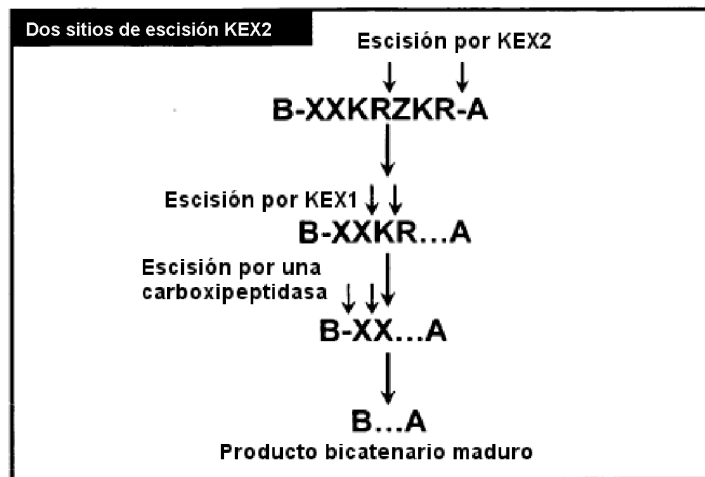 Dos sitios de escisión KEX2
Escisión por KEX2
B-XXKRZKR-A
Escisión por KEX1
B-XXKR...A
Escisión por una
carboxipeptidasa
B-XX...A
B...A
Producto bicatenario maduro